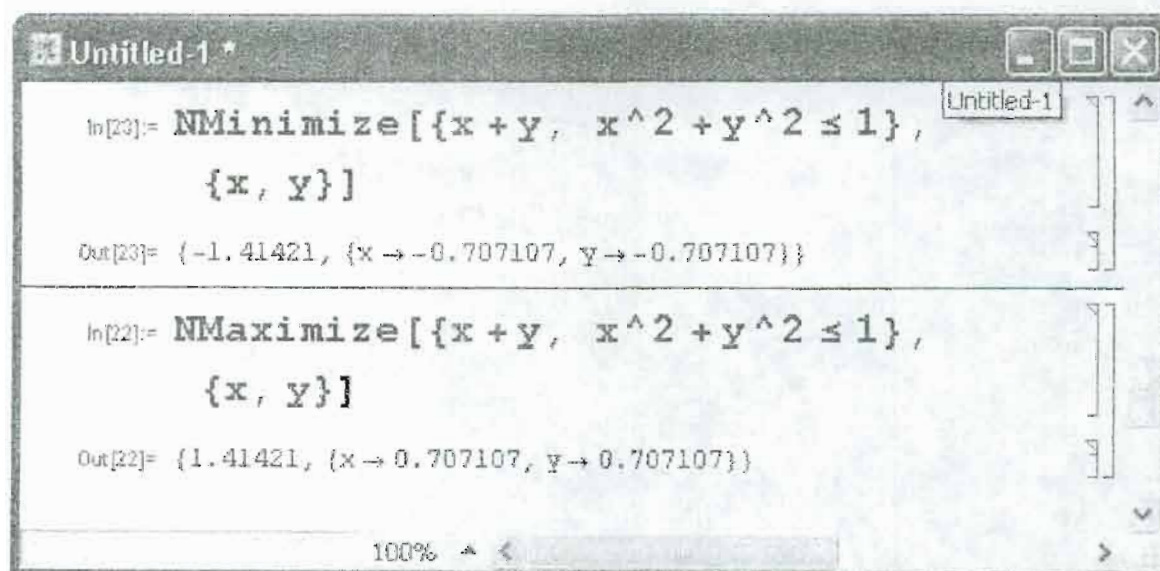 Untitled-1 *
Untitled-1
In[23]:= NMinimize[{x + y, x^2 + y^2 ≤ 1},
{x, y}]
Out[23]= {-1.41421, {x → -0.707107, y → -0.707107}}
In[22]:= NMaximize[{x + y, x^2 + y^2 ≤ 1},
{x, y}]
Out[22]= {1.41421, {x → 0.707107, y → 0.707107}}
100%